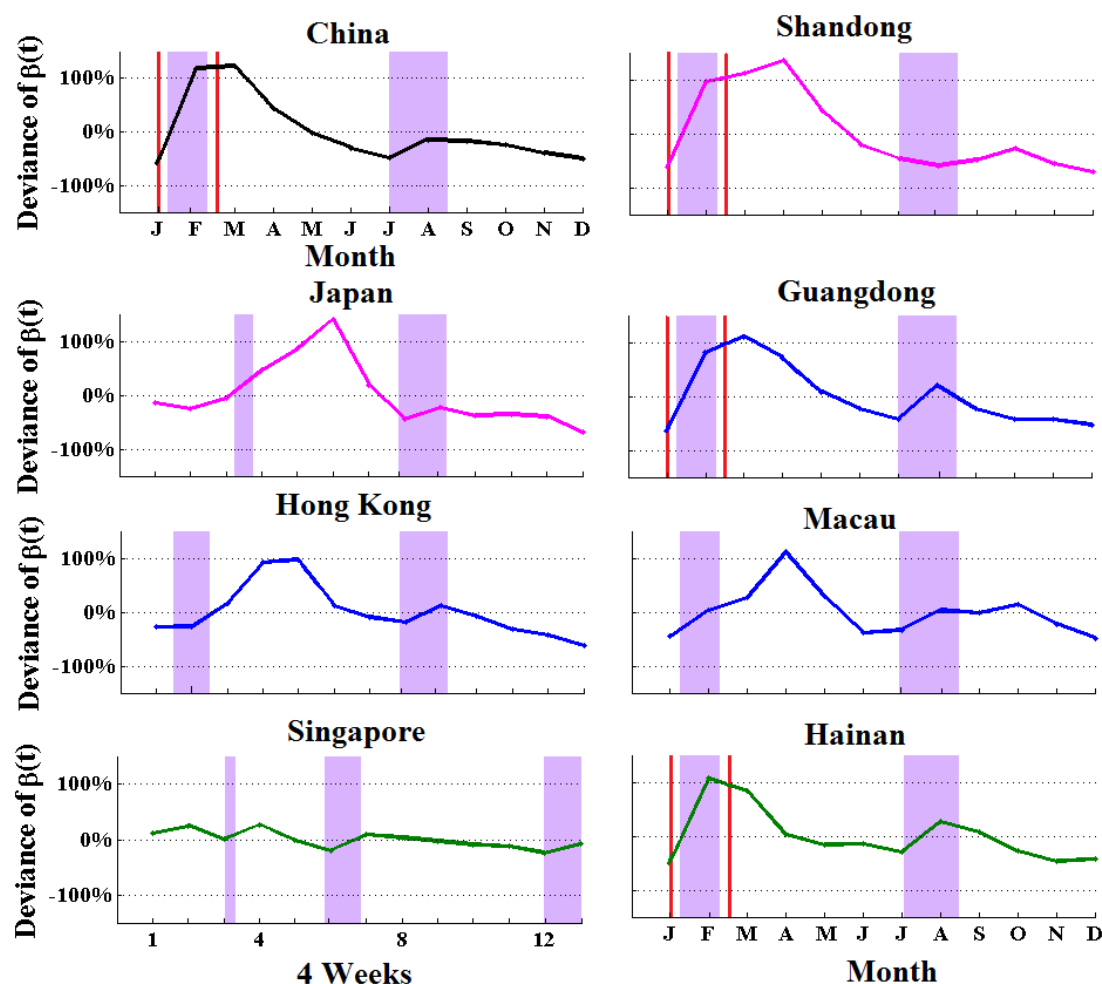 China
Shandong
Deviance of β(t)
100%
0%
-100%
J F M A M J J A S O N D
Month
Japan
Guangdong
Deviance of β(t)
100%
0%
-100%
Hong Kong
Macau
Deviance of β(t)
100%
0%
-100%
Singapore
Hainan
Deviance of β(t)
100%
0%
-100%
1 4 8 12
J F M A M J J A O N D
4 Weeks
Month